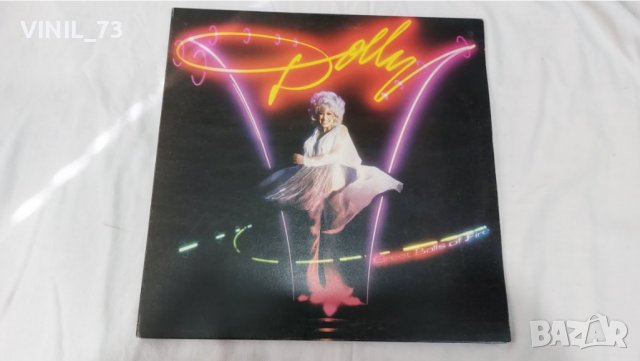 VINIL_73
Dolly
Great Balls of Fire
BAZAR